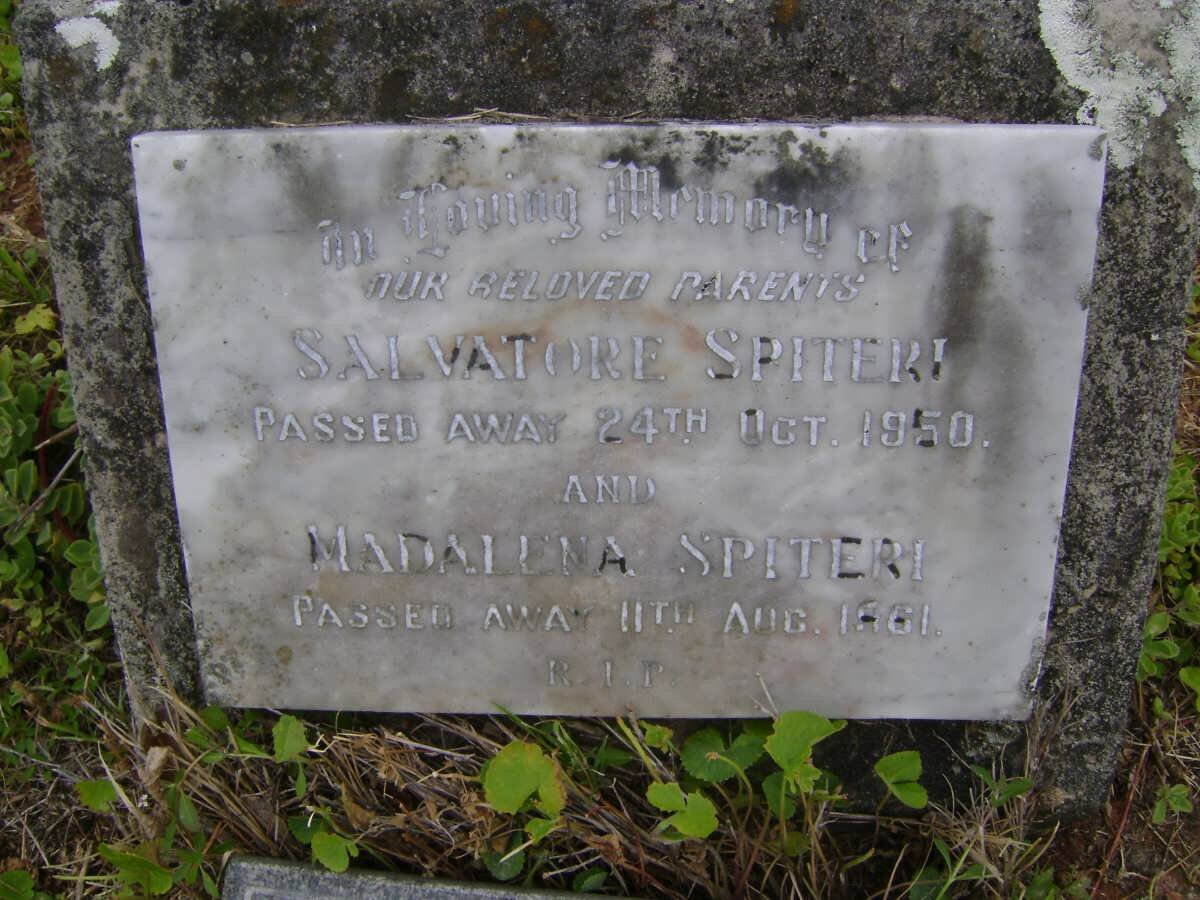 In Loving Memory of
OUR BELOVED PARENTS
SALVATORE SPITERI
PASSED AWAY 24TH OCT. 1950.
AND
MADALENA SPITERI
PASSED AWAY 11TH AUG. 1961.
R.I.P.